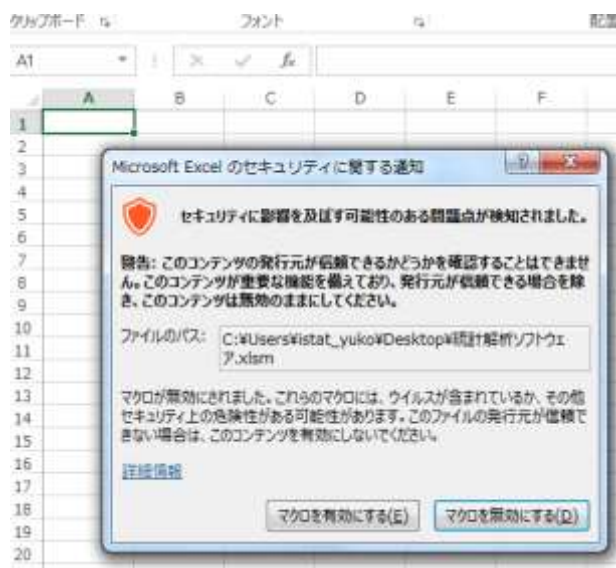 クリップボード フォント 配置
A1 fx
A B C D E F
1
2
3
4
5
6
7
8
9
10
11
12
13
14
15
16
17
18
19
20
Microsoft Excel のセキュリティに関する通知
セキュリティに影響を及ぼす可能性のある問題点が検知されました。
警告: このコンテンツの発行元が信頼できるかどうかを確認することはできませ
ん。このコンテンツが重要な機能を備えており、発行元が信頼できる場合を除
き、このコンテンツは無効のままにしてください。
ファイルのパス: C:¥Users¥istat_yuko¥Desktop¥統計解析ソフトウェ
ア.xlsm
マクロが無効にされました。これらのマクロには、ウイルスが含まれているか、その他
セキュリティ上の危険性がある可能性があります。このファイルの発行元が信頼で
きない場合は、このコンテンツを有効にしないでください。
詳細情報
マクロを有効にする(E) マクロを無効にする(D)